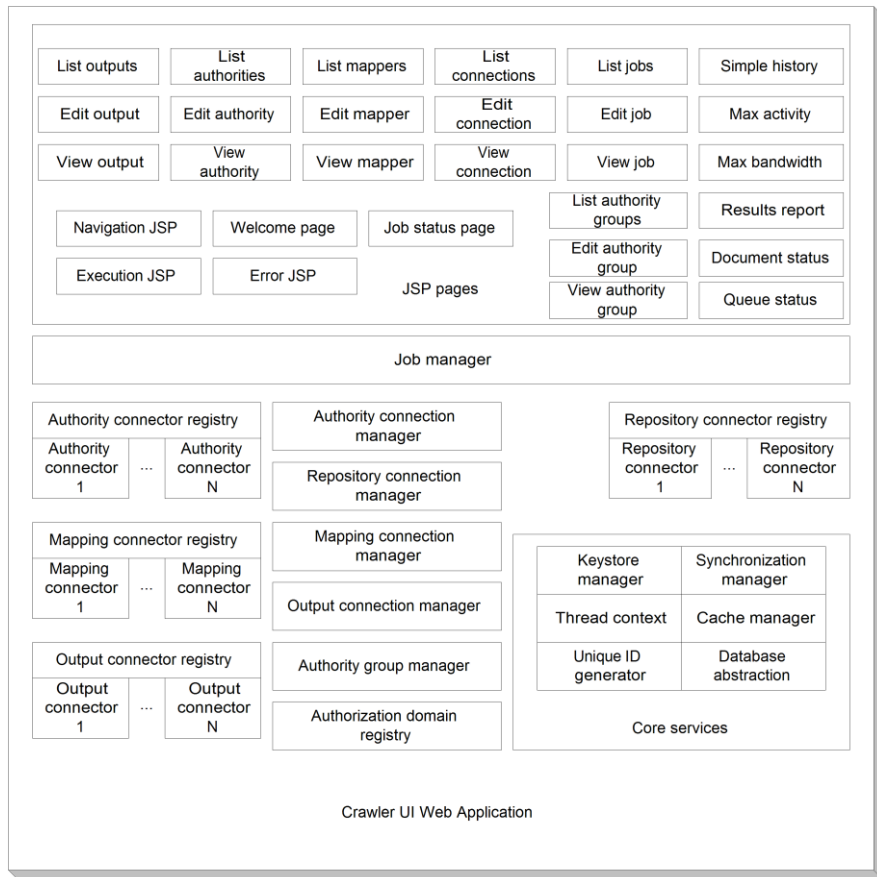 List outputs
List
authorities
List mappers
List
connections
List jobs
Simple history
Edit output
Edit authority
Edit mapper
Edit
connection
Edit job
Max activity
View output
View
authority
View mapper
View
connection
View job
Max bandwidth
List authority
groups
Results report
Navigation JSP
Welcome page
Job status page
Edit authority
group
Document status
Execution JSP
Error JSP
JSP pages
View authority
group
Queue status
Job manager
Authority connector registry
Authority
connector
1
...
Authority
connector
N
Authority connection
manager
Repository connector registry
Repository
connector
1
...
Repository
connector
N
Repository connection
manager
Mapping connector registry
Mapping
connector
1
...
Mapping
connector
N
Mapping connection
manager
Output connection manager
Keystore
manager
Synchronization
manager
Thread context
Cache manager
Unique ID
generator
Database
abstraction
Core services
Output connector registry
Output
connector
1
...
Output
connector
N
Authority group manager
Authorization domain
registry
Crawler UI Web Application